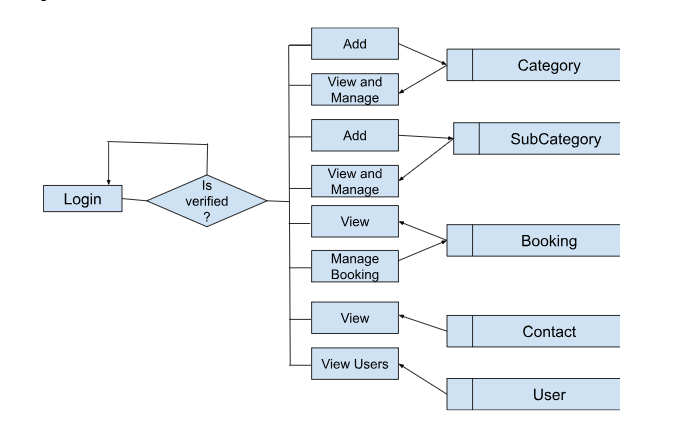 Add
Category
View and
Manage
Add
SubCategory
View and
Manage
Login
Is
verified
?
View
Booking
Manage
Booking
View
Contact
View Users
User